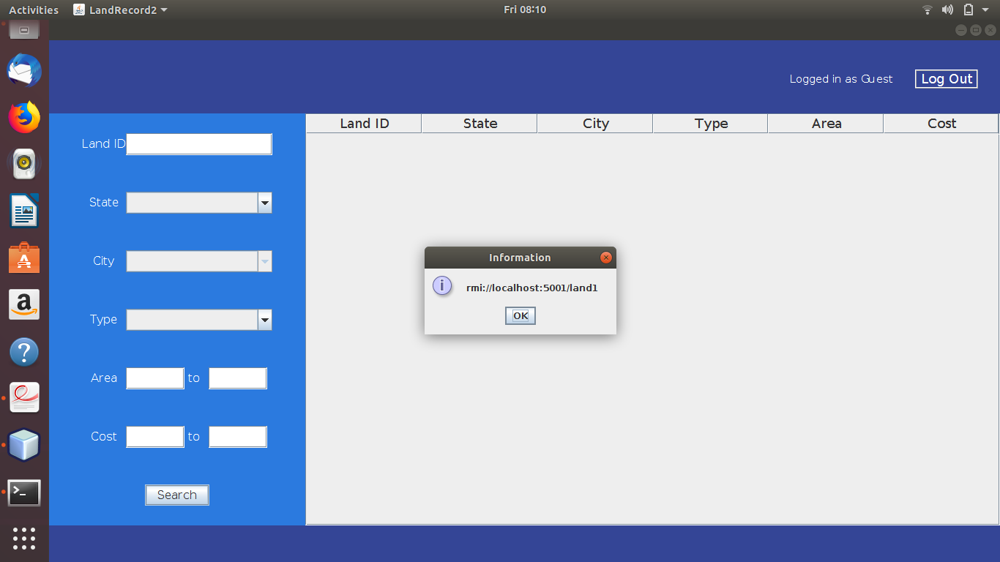 Activities LandRecord2 Fri 08:10
Logged in as Guest Log Out
Land ID State City Type Area Cost
Land ID
State
City
Type
Area to
Cost to
Search
Information
i
rmi://localhost:5001/land1
OK